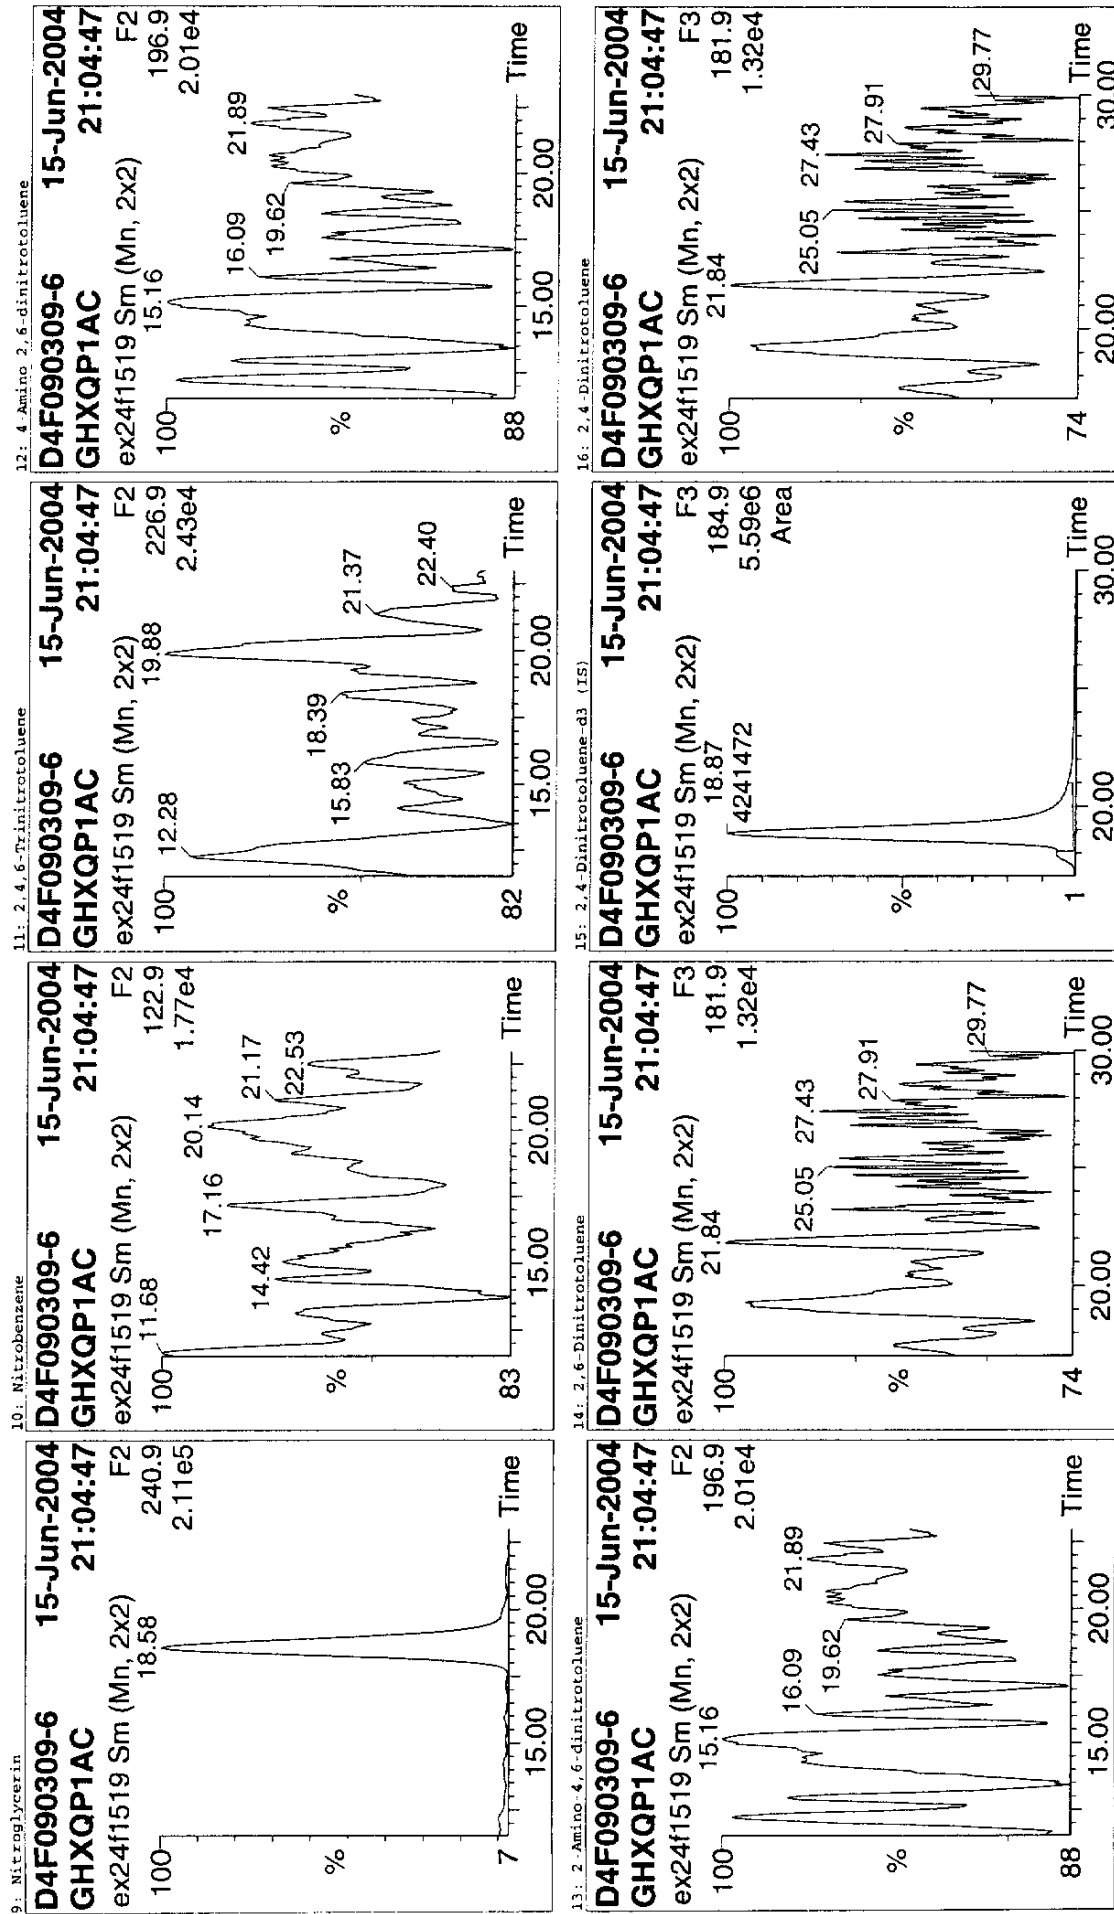 9: Nitroglycerin
D4F090309-6 15-Jun-2004
GHXQP1AC 21:04:47
ex24f1519 Sm (Mn, 2x2) F2
18.58 240.9
100 2.11e5
%
7 Time
15.00 20.00
10: Nitrobenzene
D4F090309-6 15-Jun-2004
GHXQP1AC 21:04:47
ex24f1519 Sm (Mn, 2x2) F2
11.68 122.9
100 1.77e4
20.14
17.16 21.17
14.42 22.53
%
83 Time
15.00 20.00
11: 2,4,6-Trinitrotoluene
D4F090309-6 15-Jun-2004
GHXQP1AC 21:04:47
ex24f1519 Sm (Mn, 2x2) F2
19.88 226.9
100 2.43e4
12.28
21.37
18.39
15.83
22.40
%
82 Time
15.00 20.00
12: 4-Amino 2,6-dinitrotoluene
D4F090309-6 15-Jun-2004
GHXQP1AC 21:04:47
ex24f1519 Sm (Mn, 2x2) F2
15.16 196.9
100 2.01e4
16.09 21.89
19.62
%
88 Time
15.00 20.00
13: 2-Amino-4,6-dinitrotoluene
D4F090309-6 15-Jun-2004
GHXQP1AC 21:04:47
ex24f1519 Sm (Mn, 2x2) F2
15.16 196.9
100 2.01e4
16.09 21.89
19.62
%
88 Time
15.00 20.00
14: 2,6-Dinitrotoluene
D4F090309-6 15-Jun-2004
GHXQP1AC 21:04:47
ex24f1519 Sm (Mn, 2x2) F3
21.84 181.9
100 1.32e4
25.05 27.43
27.91
29.77
%
74 Time
20.00 30.00
15: 2,4-Dinitrotoluene-d3 (IS)
D4F090309-6 15-Jun-2004
GHXQP1AC 21:04:47
ex24f1519 Sm (Mn, 2x2) F3
18.87 184.9
100 4241472 5.59e6
Area
%
1 Time
20.00 30.00
16: 2,4-Dinitrotoluene
D4F090309-6 15-Jun-2004
GHXQP1AC 21:04:47
ex24f1519 Sm (Mn, 2x2) F3
21.84 181.9
100 1.32e4
25.05 27.43
27.91
29.77
%
74 Time
20.00 30.00